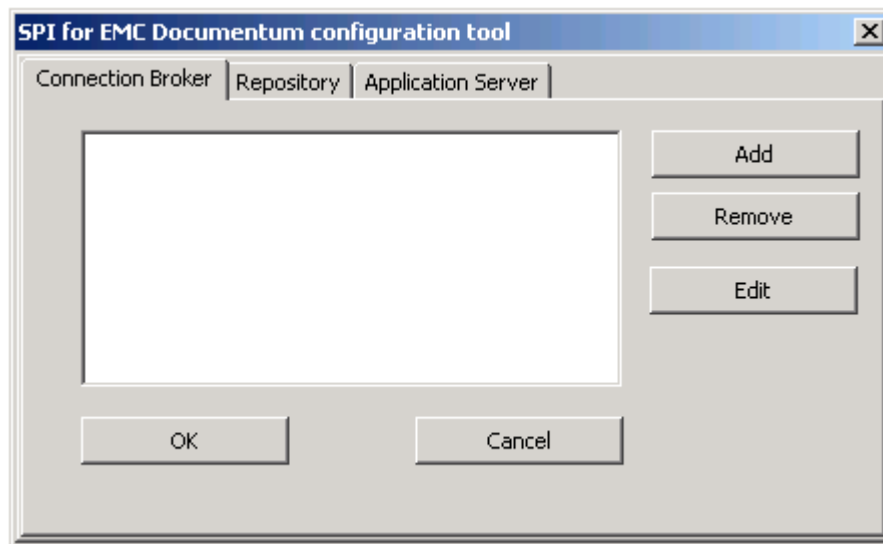 SPI for EMC Documentum configuration tool
Connection Broker Repository Application Server
Add
Remove
Edit
OK Cancel